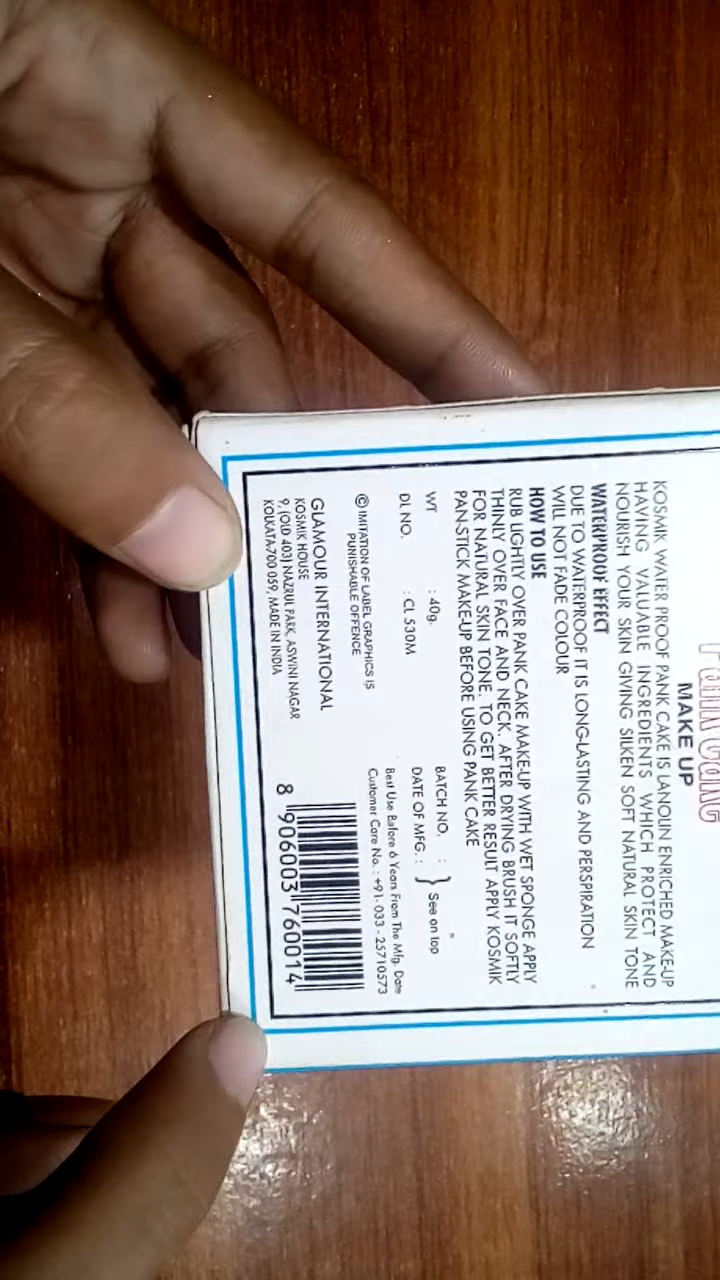 Pank Cake
MAKE UP
KOSMIK WATER PROOF PANK CAKE IS LANOLIN ENRICHED MAKE-UP
HAVING VALUABLE INGREDIENTS WHICH PROTECT AND
NOURISH YOUR SKIN GIVING SILKEN SOFT NATURAL SKIN TONE
WATERPROOF EFFECT
DUE TO WATERPROOF IT IS LONG-LASTING AND PERSPIRATION
WILL NOT FADE COLOUR
HOW TO USE
RUB LIGHTLY OVER PANK CAKE MAKE-UP WITH WET SPONGE APPLY
THINLY OVER FACE AND NECK. AFTER DRYING BRUSH IT SOFTLY
FOR NATURAL SKIN TONE. TO GET BETTER RESULT APPLY KOSMIK
PAN-STICK MAKE-UP BEFORE USING PANK CAKE
WT : 40g.
DL NO. : CL 530M
BATCH NO. :
DATE OF MFG. : } See on top
Best Use Before 6 Years From The Mfg. Date
Customer Care No. : +91- 033 - 25710573
© IMITATION OF LABEL GRAPHICS IS
PUNISHABLE OFFENCE
GLAMOUR INTERNATIONAL
KOSMIK HOUSE
9, (OLD 403) NAZRUL PARK, ASWINI NAGAR
KOLKATA-700 059, MADE IN INDIA
8 906003 760014